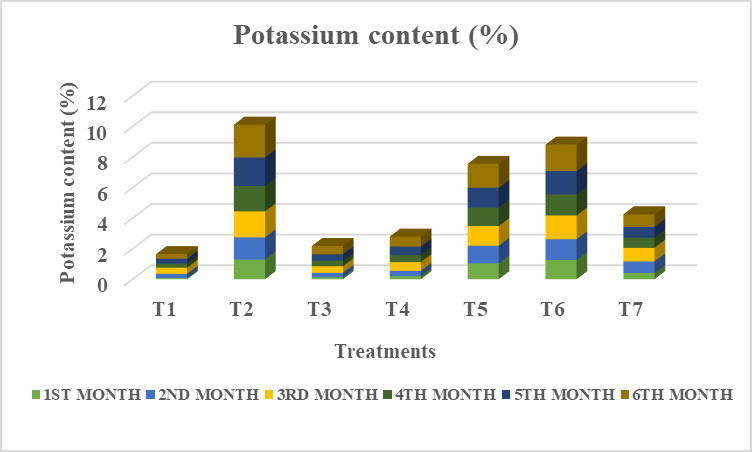 Potassium content (%)
Potassium content (%)
12
10
8
6
4
2
0
T1 T2 T3 T4 T5 T6 T7
Treatments
1ST MONTH 2ND MONTH 3RD MONTH 4TH MONTH 5TH MONTH 6TH MONTH